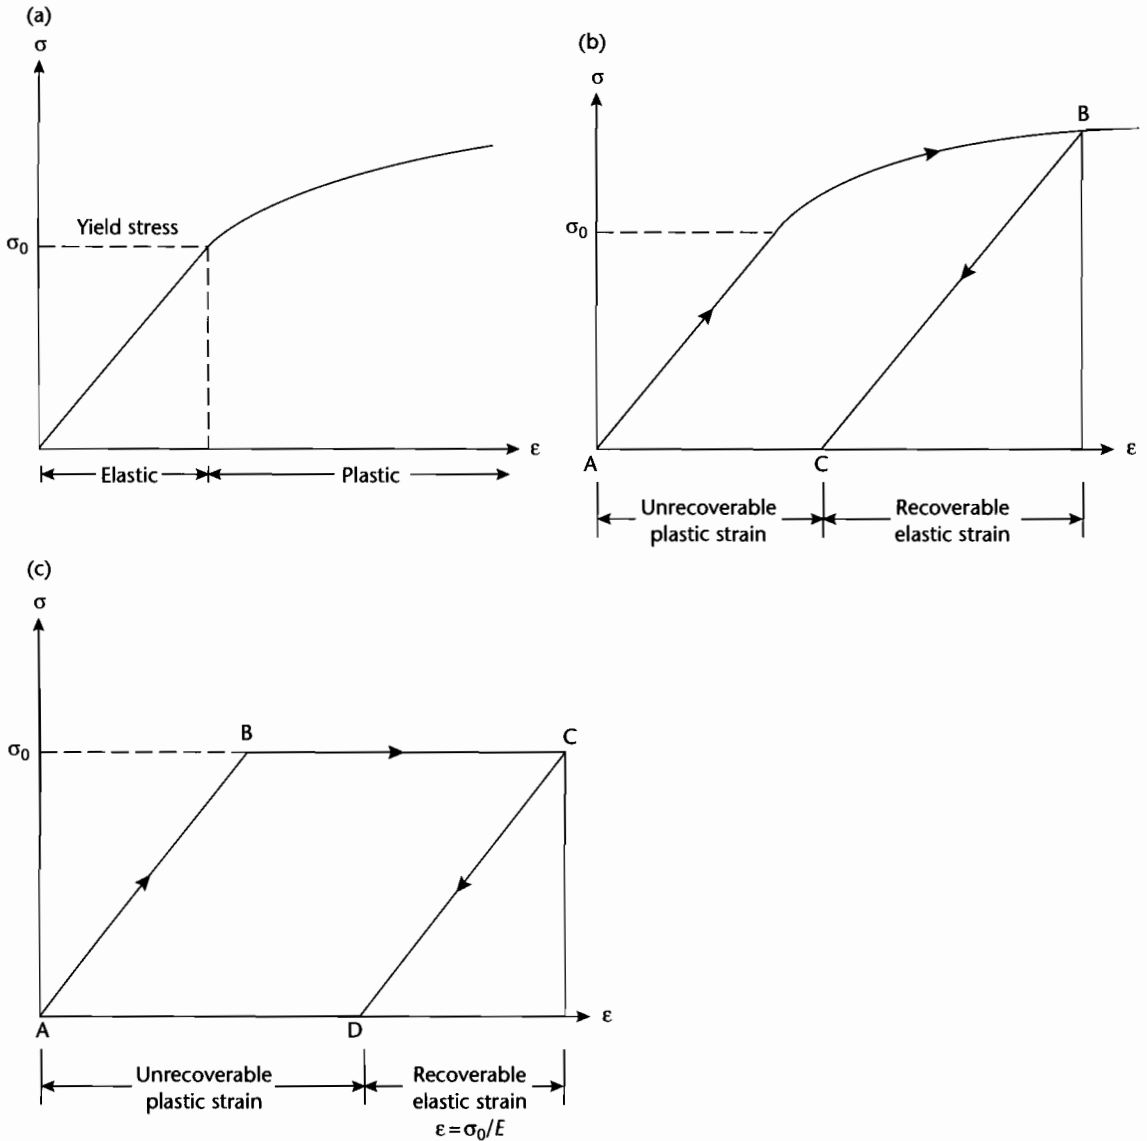 (a)
σ
Yield stress
σ0
ε
Elastic
Plastic
(b)
σ
B
σ0
A
C
ε
Unrecoverable
plastic strain
Recoverable
elastic strain
(c)
σ
B
C
σ0
A
D
ε
Unrecoverable
plastic strain
Recoverable
elastic strain
ε = σ0/E